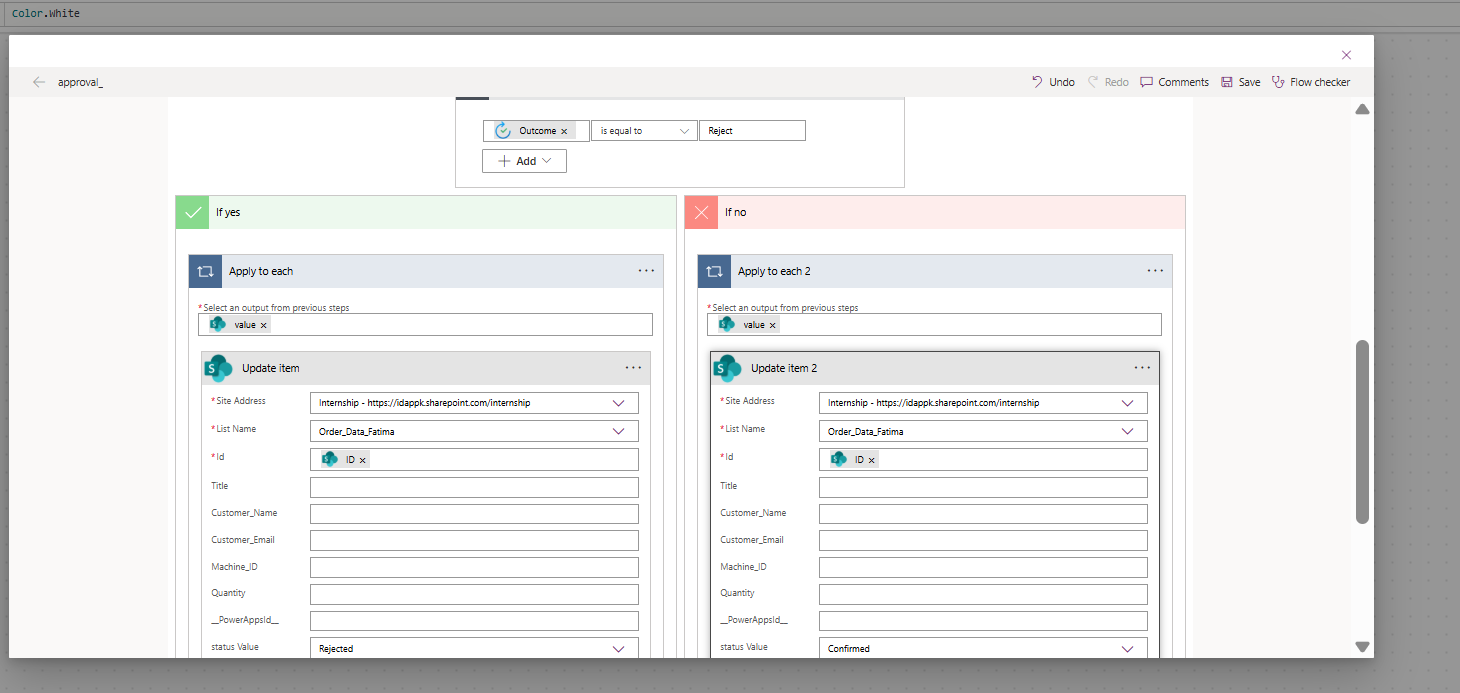 Color.White
approval_
Undo Redo Comments Save Flow checker
Outcome x is equal to Reject
Add
If yes
If no
Apply to each
Apply to each 2
*Select an output from previous steps
*Select an output from previous steps
value x
value x
Update item
Update item 2
*Site Address Internship - https://idappk.sharepoint.com/internship
*Site Address Internship - https://idappk.sharepoint.com/internship
*List Name Order_Data_Fatima
*List Name Order_Data_Fatima
*Id ID x
*Id ID x
Title
Title
Customer_Name
Customer_Name
Customer_Email
Customer_Email
Machine_ID
Machine_ID
Quantity
Quantity
__PowerAppsId__
__PowerAppsId__
status Value Rejected
status Value Confirmed